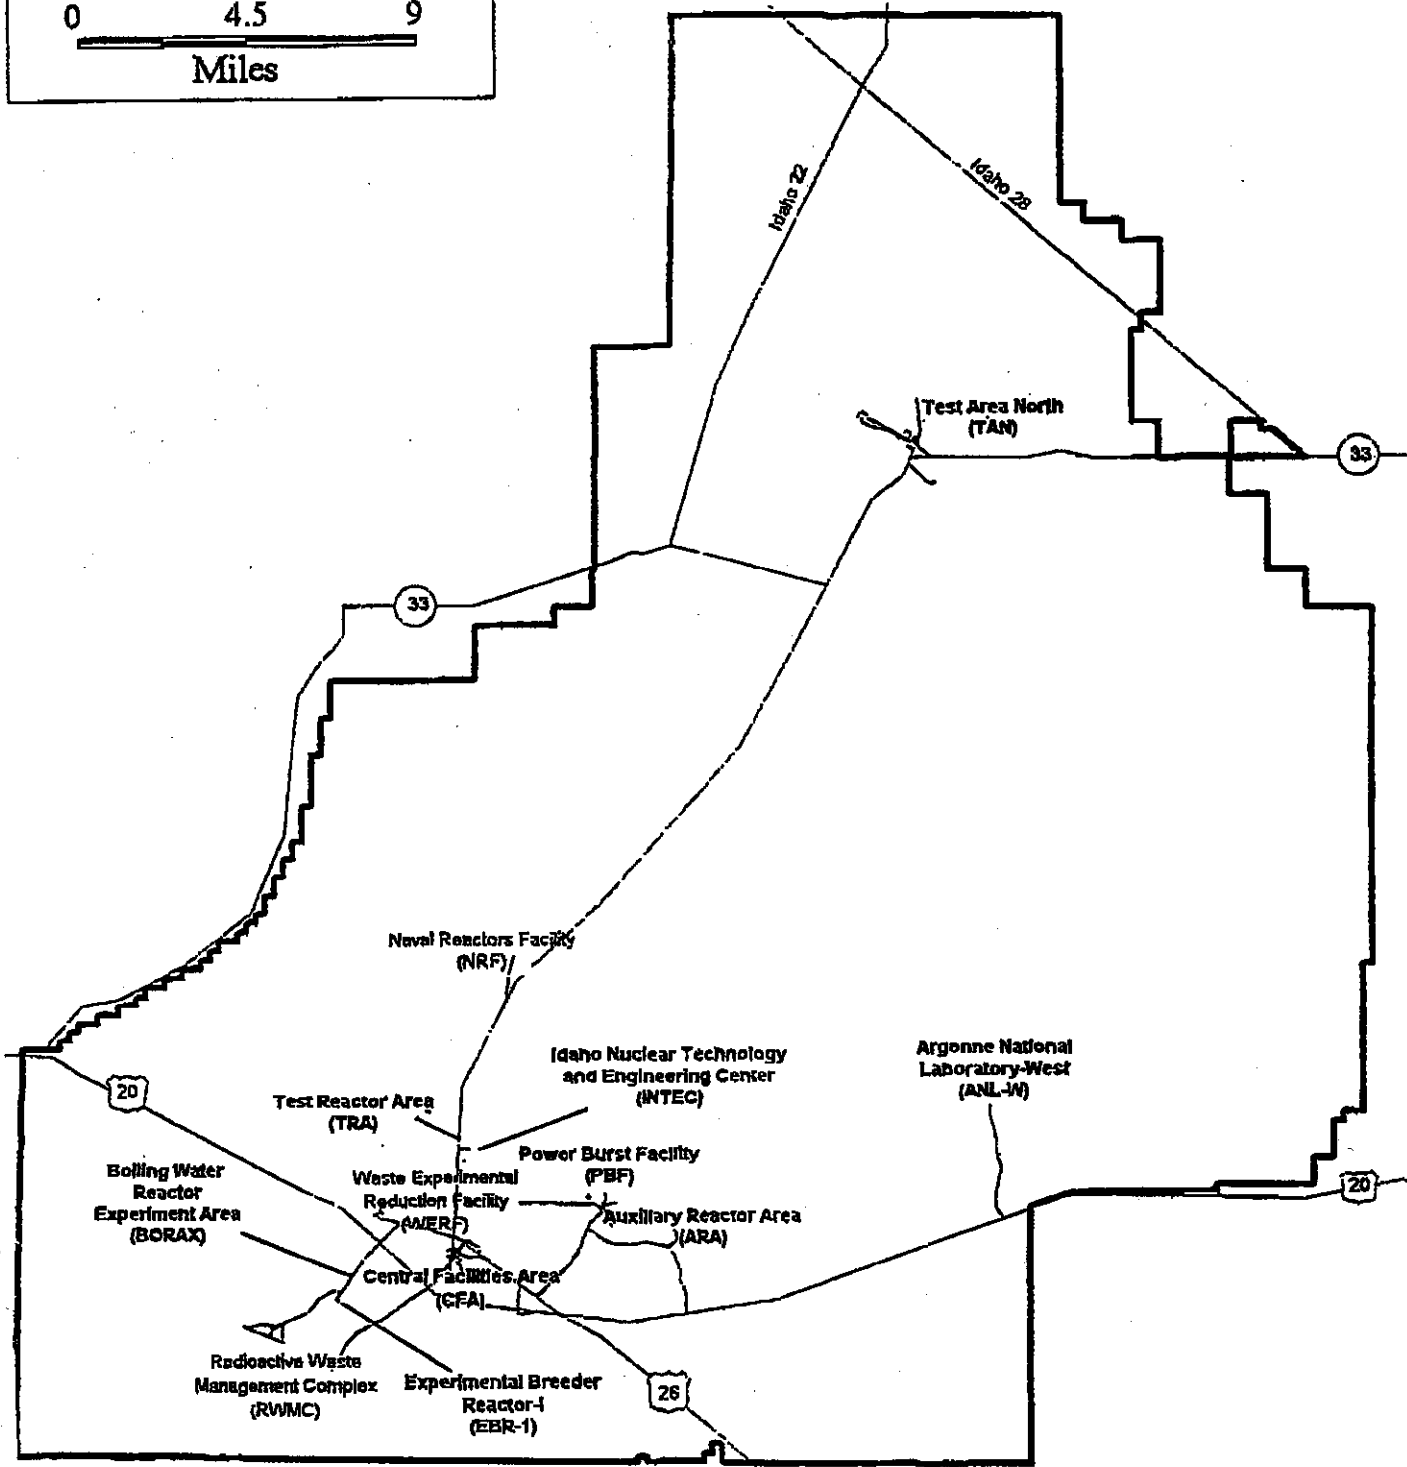 0 4.5 9
Miles
Idaho 22
Idaho 28
Test Area North
(TAN)
33
33
Naval Reactors Facility
(NRF)
Idaho Nuclear Technology
and Engineering Center
(INTEC)
Argonne National
Laboratory-West
(ANL-W)
20
Test Reactor Area
(TRA)
Power Burst Facility
(PBF)
Boiling Water
Reactor
Experiment Area
(BORAX)
Waste Experimental
Reduction Facility
(WERF)
20
Auxiliary Reactor Area
(ARA)
Central Facilities Area
(CFA)
Radioactive Waste
Management Complex
(RWMC)
Experimental Breeder
Reactor-I
(EBR-1)
26